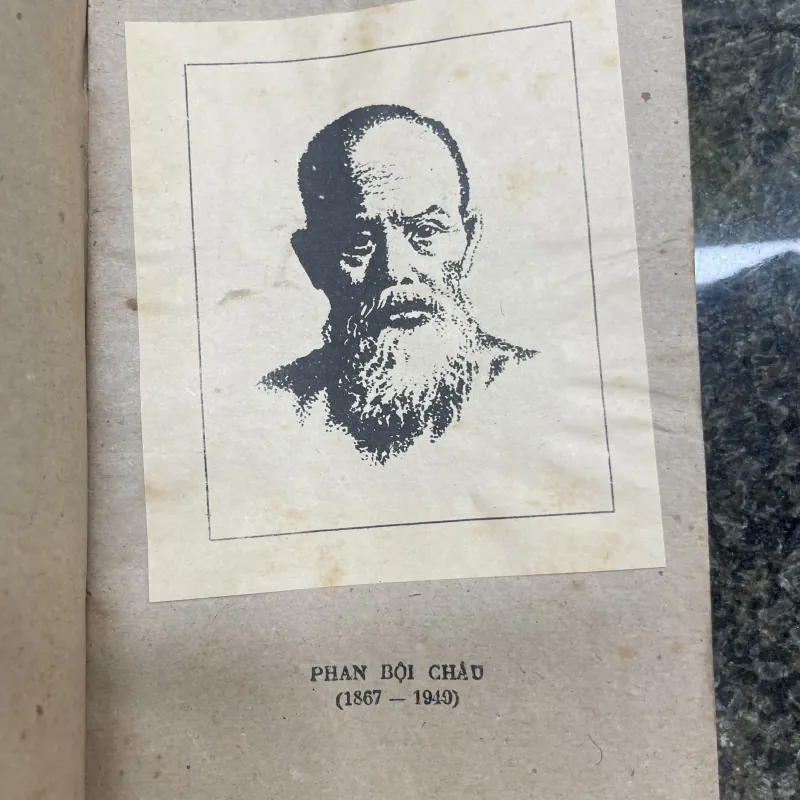 PHAN BỘI CHÂU
(1867 — 1940)